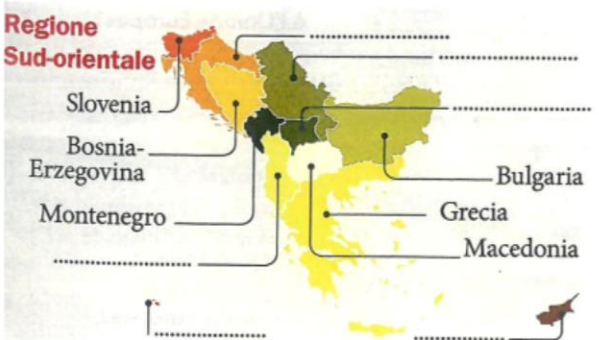 Regione
Sud-orientale
Slovenia
Bosnia-
Erzegovina
Montenegro
Bulgaria
Grecia
Macedonia